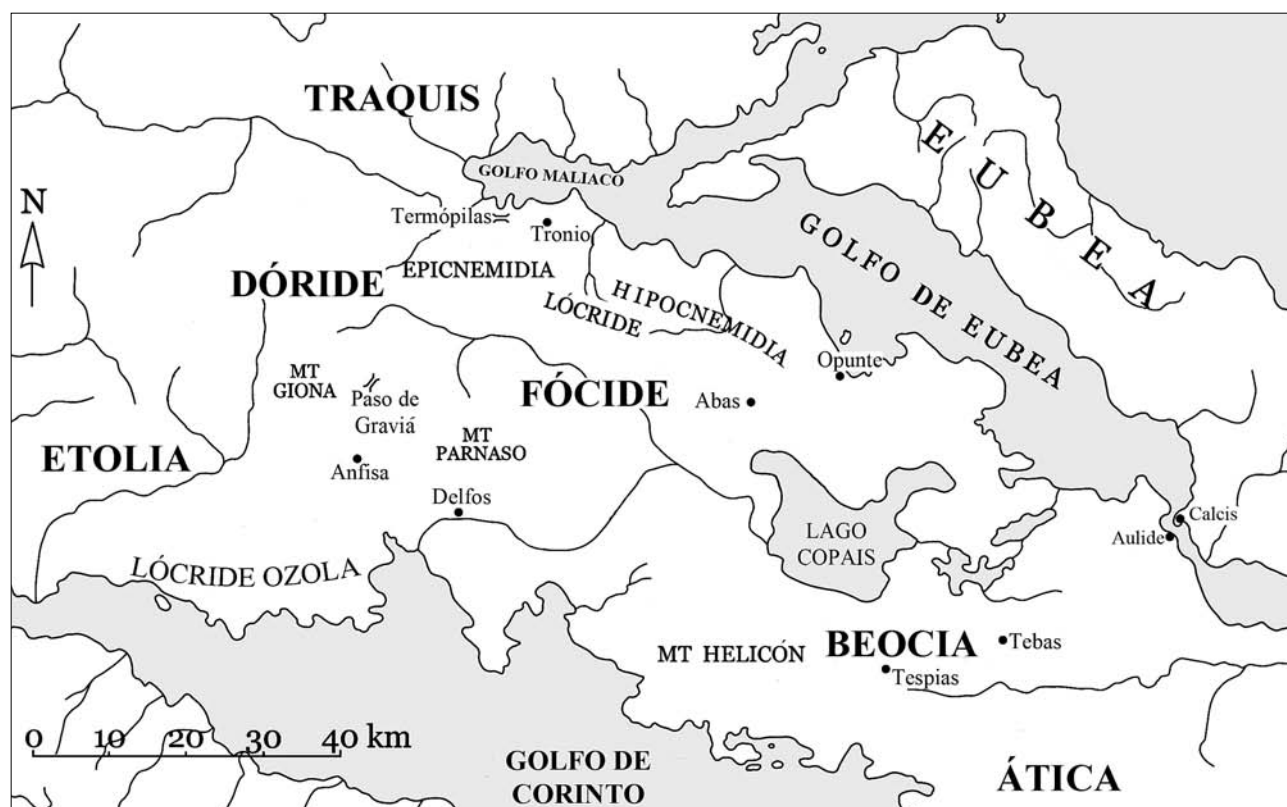 TRAQUIS
EUBEA
GOLFO MALIACO
N
Termópilas
Tronio
GOLFO DE EUBEA
EPICNEMIDIA
DÓRIDE
LÓCRIDE
HIPOCNEMIDIA
Opunte
MT
GIONA
Paso de
Graviá
FÓCIDE
Abas
MT
PARNASO
ETOLIA
Anfisa
Delfos
LAGO
COPAIS
Calcis
Aulide
LÓCRIDE OZOLA
MT HELICÓN
BEOCIA
Tebas
Tespias
0 10 20 30 40 km
GOLFO DE
CORINTO
ÁTICA